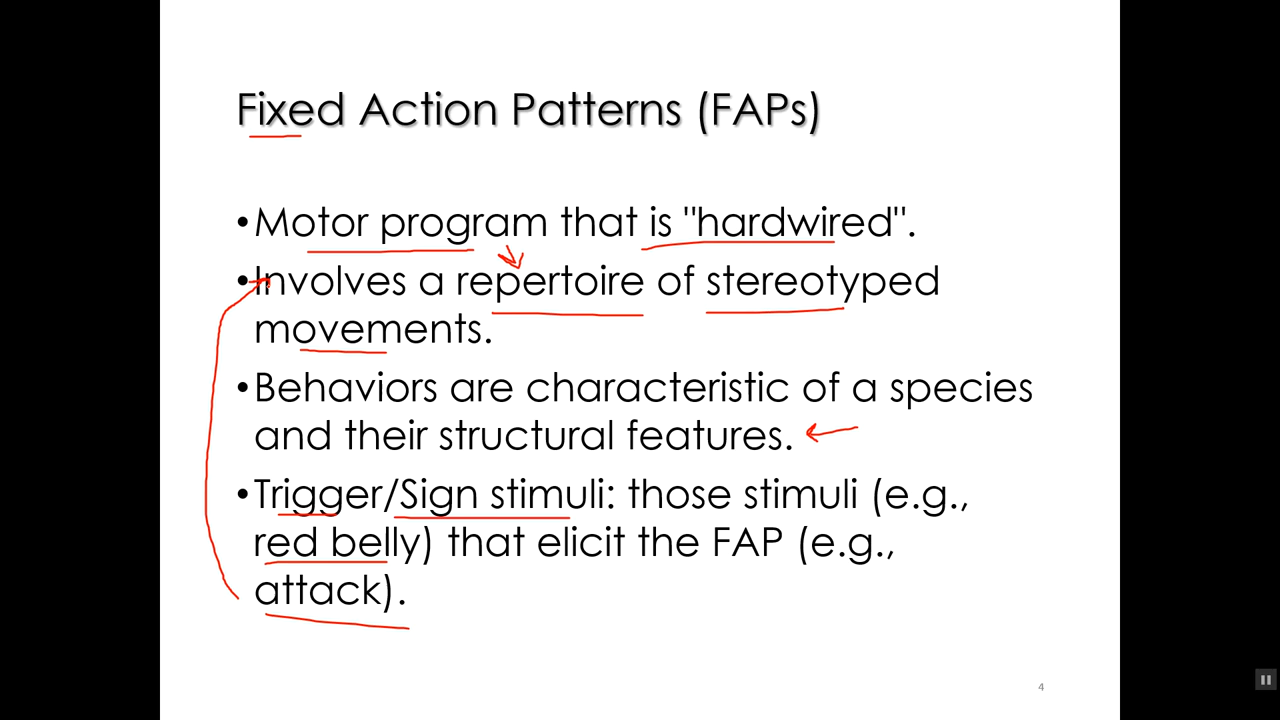 Fixed Action Patterns (FAPs)
•Motor program that is "hardwired".
•Involves a repertoire of stereotyped
movements.
•Behaviors are characteristic of a species
and their structural features.
•Trigger/Sign stimuli: those stimuli (e.g.,
red belly) that elicit the FAP (e.g.,
attack).
4